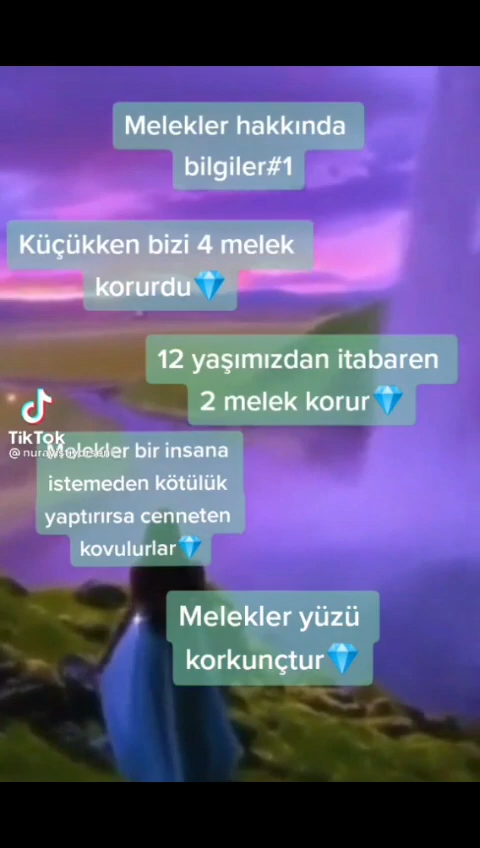 Melekler hakkında
bilgiler#1
Küçükken bizi 4 melek
korurdu💎
12 yaşımızdan itabaren
2 melek korur💎
TikTok
Melekler bir insana
istemeden kötülük
yaptırırsa cenneten
kovulurlar💎
Melekler yüzü
korkunçtur💎